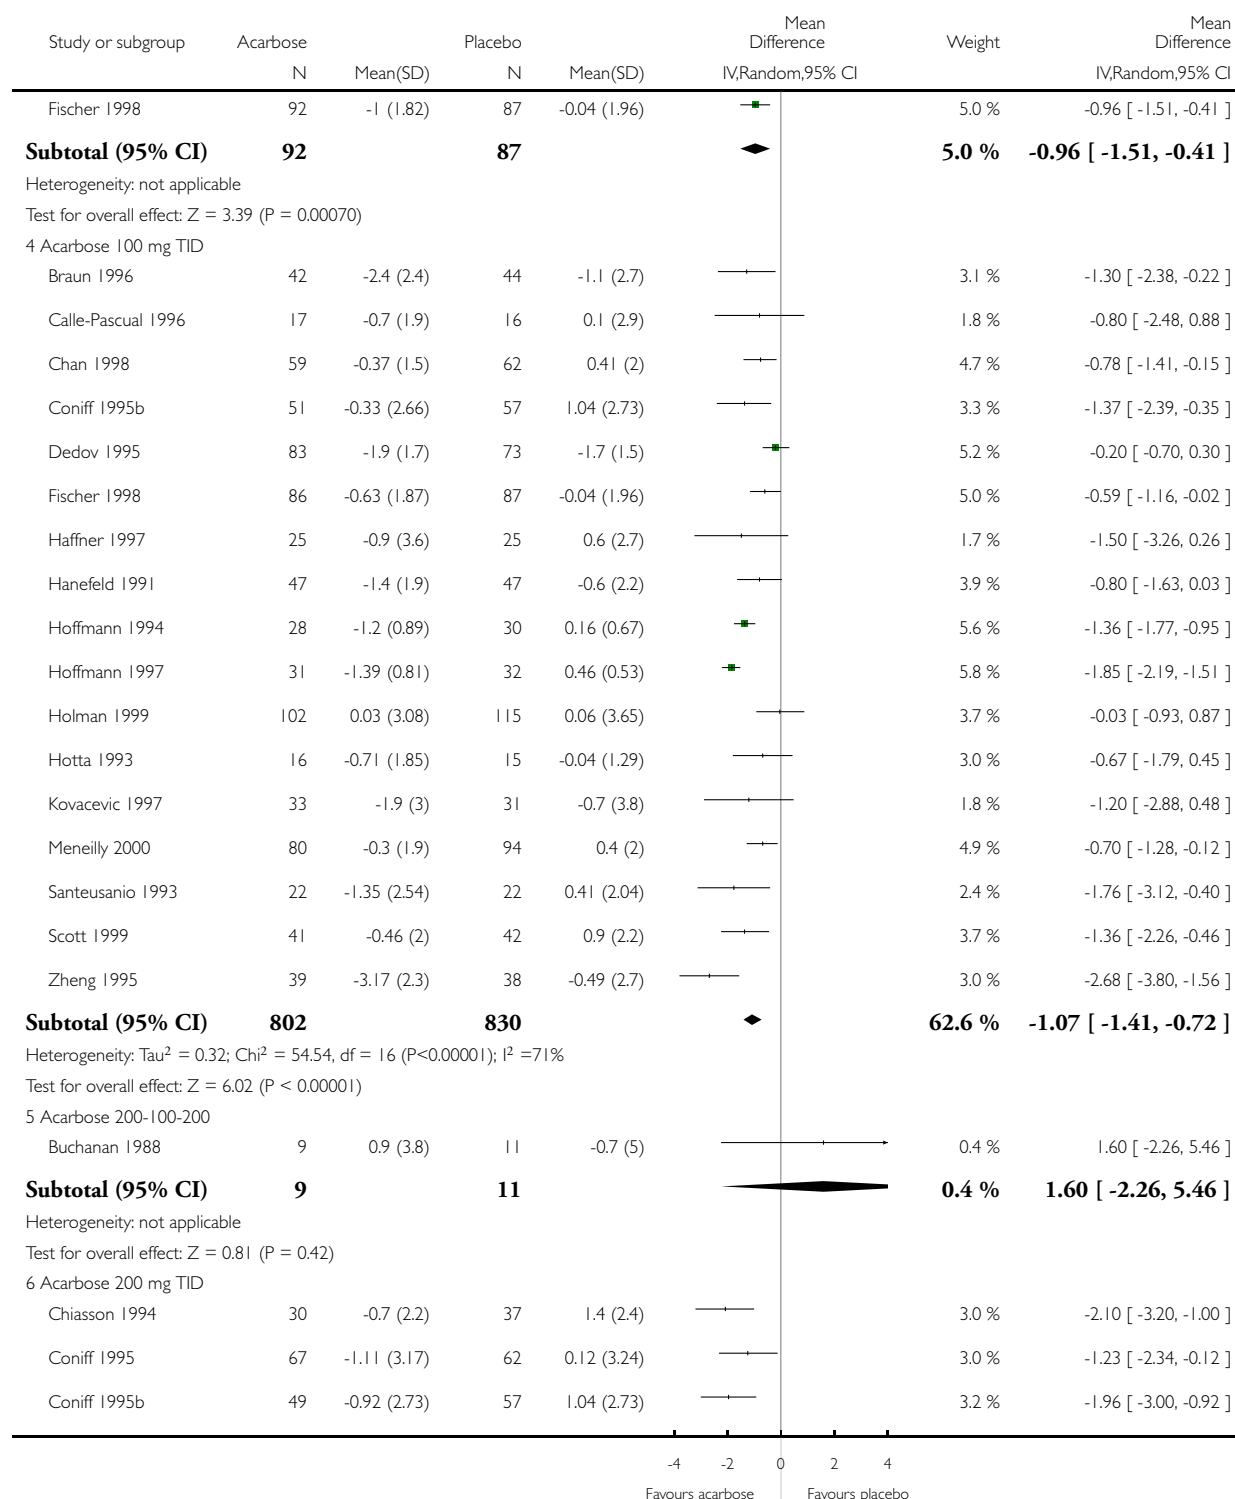 Study or subgroup Acarbose Placebo Mean Difference Weight Mean Difference
N Mean(SD) N Mean(SD) IV,Random,95% CI IV,Random,95% CI
Fischer 1998 92 -1 (1.82) 87 -0.04 (1.96) 5.0 % -0.96 [ -1.51, -0.41 ]
Subtotal (95% CI) 92 87 5.0 % -0.96 [ -1.51, -0.41 ]
Heterogeneity: not applicable
Test for overall effect: Z = 3.39 (P = 0.00070)
4 Acarbose 100 mg TID
Braun 1996 42 -2.4 (2.4) 44 -1.1 (2.7) 3.1 % -1.30 [ -2.38, -0.22 ]
Calle-Pascual 1996 17 -0.7 (1.9) 16 0.1 (2.9) 1.8 % -0.80 [ -2.48, 0.88 ]
Chan 1998 59 -0.37 (1.5) 62 0.41 (2) 4.7 % -0.78 [ -1.41, -0.15 ]
Coniff 1995b 51 -0.33 (2.66) 57 1.04 (2.73) 3.3 % -1.37 [ -2.39, -0.35 ]
Dedov 1995 83 -1.9 (1.7) 73 -1.7 (1.5) 5.2 % -0.20 [ -0.70, 0.30 ]
Fischer 1998 86 -0.63 (1.87) 87 -0.04 (1.96) 5.0 % -0.59 [ -1.16, -0.02 ]
Haffner 1997 25 -0.9 (3.6) 25 0.6 (2.7) 1.7 % -1.50 [ -3.26, 0.26 ]
Hanefeld 1991 47 -1.4 (1.9) 47 -0.6 (2.2) 3.9 % -0.80 [ -1.63, 0.03 ]
Hoffmann 1994 28 -1.2 (0.89) 30 0.16 (0.67) 5.6 % -1.36 [ -1.77, -0.95 ]
Hoffmann 1997 31 -1.39 (0.81) 32 0.46 (0.53) 5.8 % -1.85 [ -2.19, -1.51 ]
Holman 1999 102 0.03 (3.08) 115 0.06 (3.65) 3.7 % -0.03 [ -0.93, 0.87 ]
Hotta 1993 16 -0.71 (1.85) 15 -0.04 (1.29) 3.0 % -0.67 [ -1.79, 0.45 ]
Kovacevic 1997 33 -1.9 (3) 31 -0.7 (3.8) 1.8 % -1.20 [ -2.88, 0.48 ]
Meneilly 2000 80 -0.3 (1.9) 94 0.4 (2) 4.9 % -0.70 [ -1.28, -0.12 ]
Santeusanio 1993 22 -1.35 (2.54) 22 0.41 (2.04) 2.4 % -1.76 [ -3.12, -0.40 ]
Scott 1999 41 -0.46 (2) 42 0.9 (2.2) 3.7 % -1.36 [ -2.26, -0.46 ]
Zheng 1995 39 -3.17 (2.3) 38 -0.49 (2.7) 3.0 % -2.68 [ -3.80, -1.56 ]
Subtotal (95% CI) 802 830 62.6 % -1.07 [ -1.41, -0.72 ]
Heterogeneity: Tau² = 0.32; Chi² = 54.54, df = 16 (P<0.00001); I² =71%
Test for overall effect: Z = 6.02 (P < 0.00001)
5 Acarbose 200-100-200
Buchanan 1988 9 0.9 (3.8) 11 -0.7 (5) 0.4 % 1.60 [ -2.26, 5.46 ]
Subtotal (95% CI) 9 11 0.4 % 1.60 [ -2.26, 5.46 ]
Heterogeneity: not applicable
Test for overall effect: Z = 0.81 (P = 0.42)
6 Acarbose 200 mg TID
Chiasson 1994 30 -0.7 (2.2) 37 1.4 (2.4) 3.0 % -2.10 [ -3.20, -1.00 ]
Coniff 1995 67 -1.11 (3.17) 62 0.12 (3.24) 3.0 % -1.23 [ -2.34, -0.12 ]
Coniff 1995b 49 -0.92 (2.73) 57 1.04 (2.73) 3.2 % -1.96 [ -3.00, -0.92 ]
-4 -2 0 2 4
Favours acarbose Favours placebo